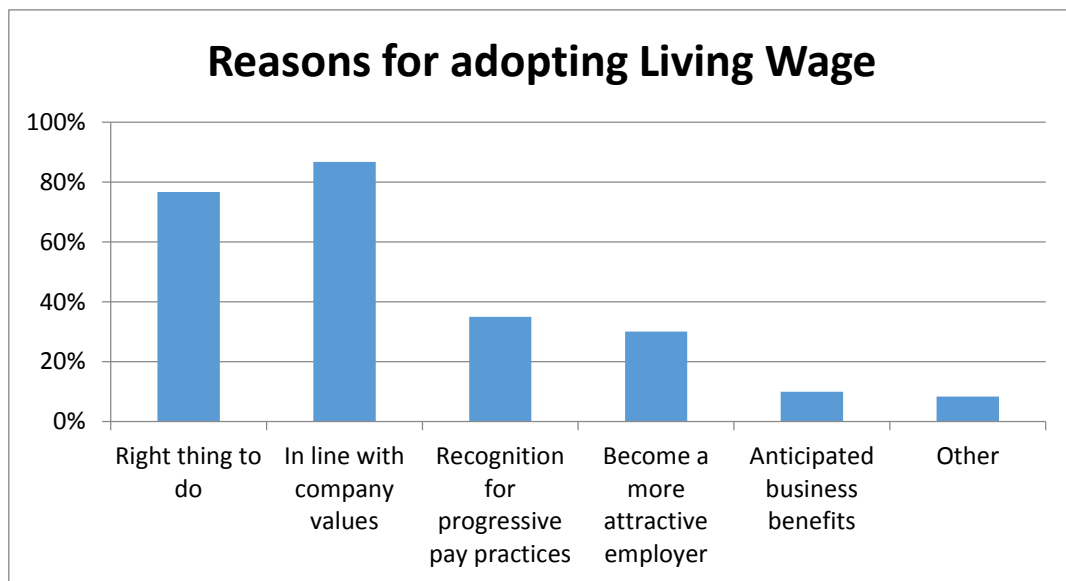 Reasons for adopting Living Wage
100%
80%
60%
40%
20%
0%
Right thing to
do
In line with
company
values
Recognition
for
progressive
pay practices
Become a
more
attractive
employer
Anticipated
business
benefits
Other